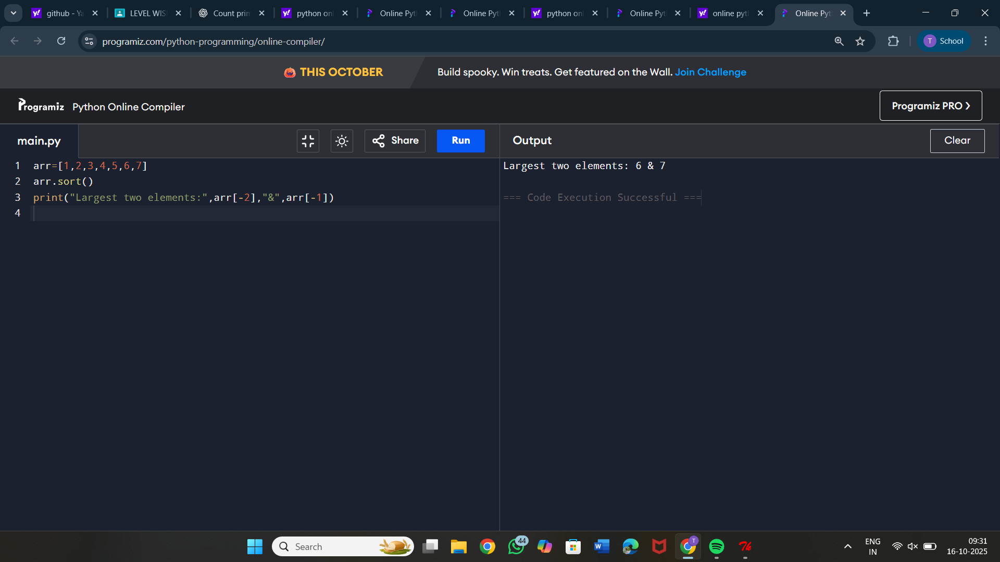 github - Ya
LEVEL WIS
Count prim
python onl
Online Pyt
Online Pyt
python onl
Online Pyt
online pyt
Online Pyt
programiz.com/python-programming/online-compiler/
T School
THIS OCTOBER
Build spooky. Win treats. Get featured on the Wall. Join Challenge
Programiz Python Online Compiler
Programiz PRO
main.py
Share
Run
Output
Clear
1 arr=[1,2,3,4,5,6,7]
2 arr.sort()
3 print("Largest two elements:",arr[-2],"&",arr[-1])
4
Largest two elements: 6 & 7
=== Code Execution Successful ===
Search
44
ENG
IN
09:31
16-10-2025